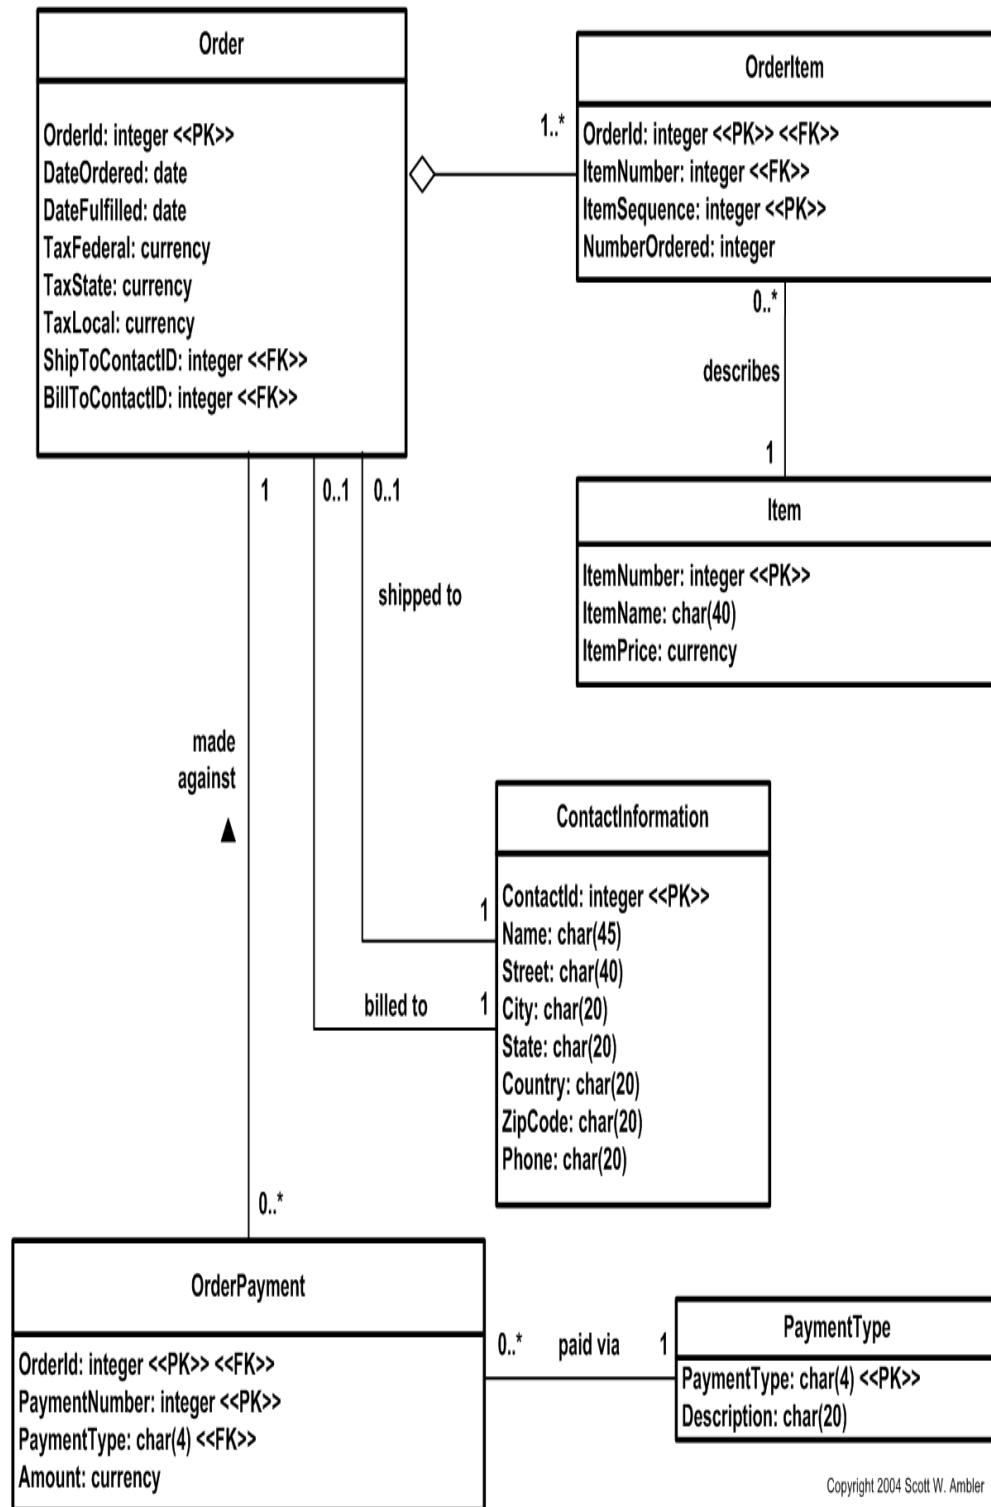 Order
OrderId: integer <<PK>>
DateOrdered: date
DateFulfilled: date
TaxFederal: currency
TaxState: currency
TaxLocal: currency
ShipToContactID: integer <<FK>>
BillToContactID: integer <<FK>>
1..*
OrderItem
OrderId: integer <<PK>> <<FK>>
ItemNumber: integer <<FK>>
ItemSequence: integer <<PK>>
NumberOrdered: integer
0..*
describes
1
Item
ItemNumber: integer <<PK>>
ItemName: char(40)
ItemPrice: currency
1
0..1
0..1
shipped to
made
against
ContactInformation
ContactId: integer <<PK>>
Name: char(45)
Street: char(40)
City: char(20)
State: char(20)
Country: char(20)
ZipCode: char(20)
Phone: char(20)
1
billed to
1
0..*
OrderPayment
OrderId: integer <<PK>> <<FK>>
PaymentNumber: integer <<PK>>
PaymentType: char(4) <<FK>>
Amount: currency
0..*
paid via
1
PaymentType
PaymentType: char(4) <<PK>>
Description: char(20)
Copyright 2004 Scott W. Ambler